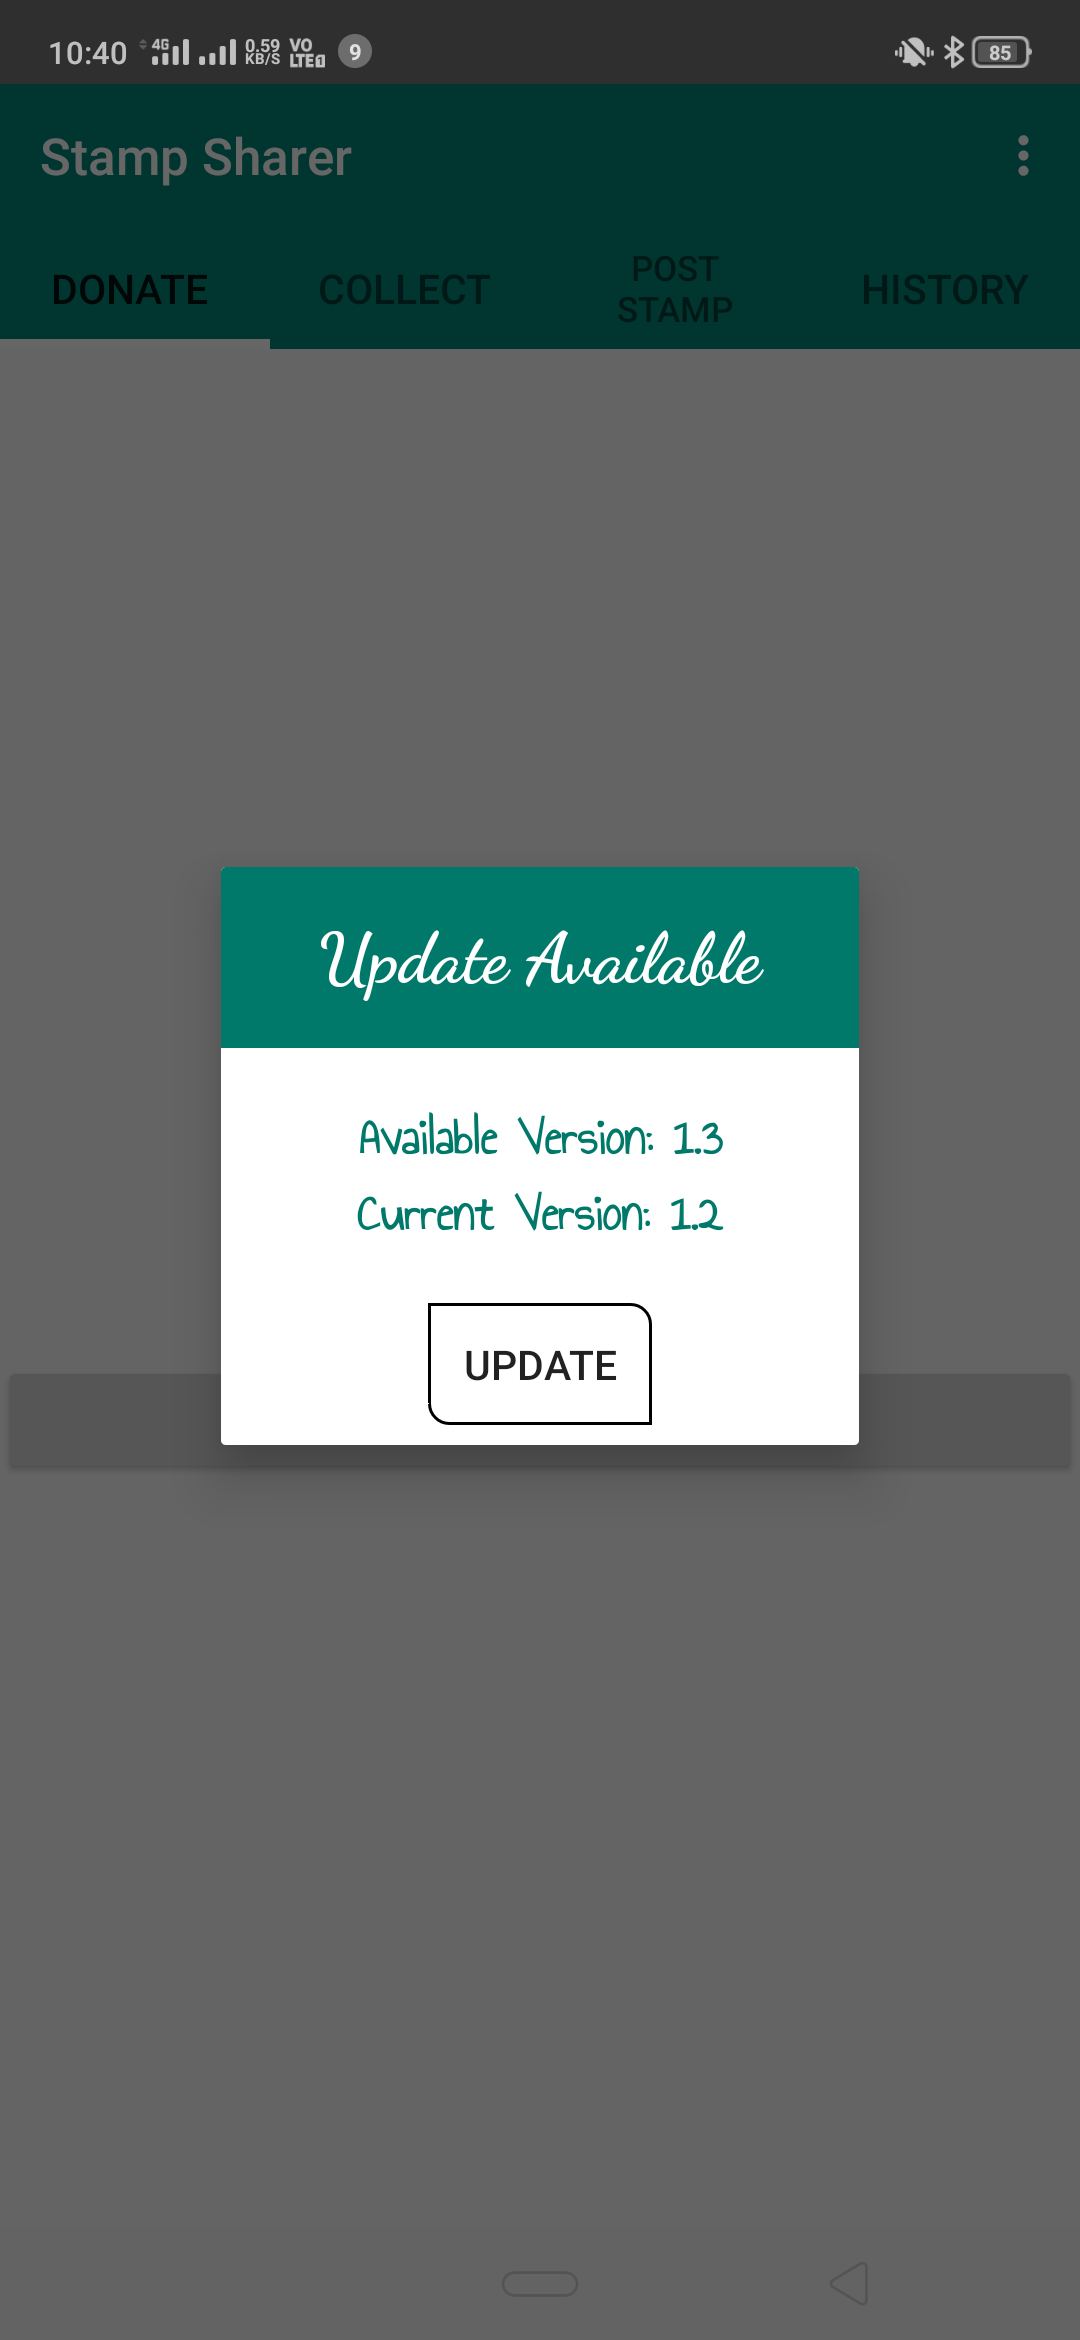 10:40 4G 0.59 KB/S VO LTE1 9 85
Stamp Sharer
DONATE COLLECT POST STAMP HISTORY
Update Available
Available Version: 1.3
Current Version: 1.2
UPDATE